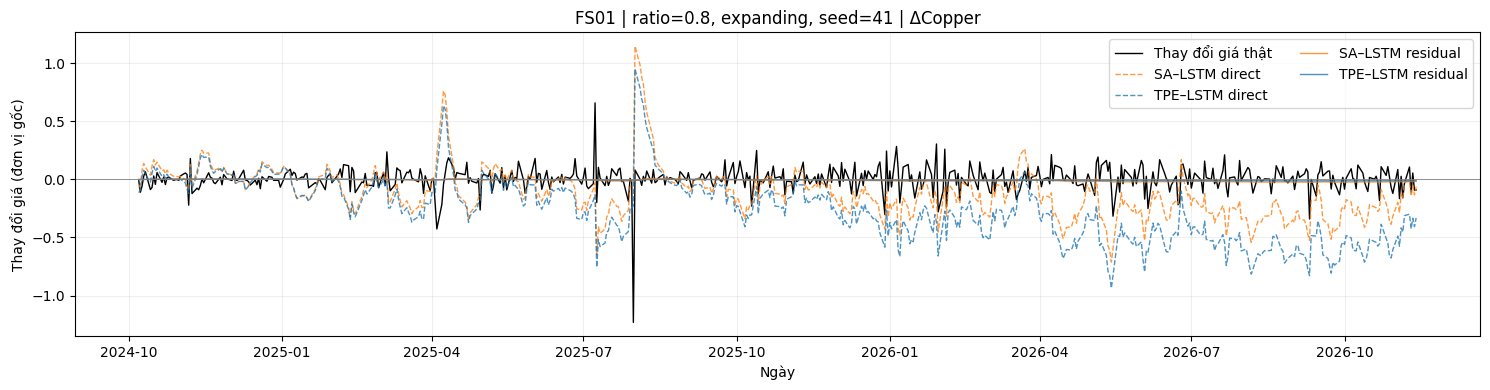 FS01 | ratio=0.8, expanding, seed=41 | ΔCopper
Thay đổi giá thật
SA–LSTM direct
TPE–LSTM direct
SA–LSTM residual
TPE–LSTM residual
Thay đổi giá (đơn vị gốc)
1.0
0.5
0.0
−0.5
−1.0
2024-10
2025-01
2025-04
2025-07
2025-10
2026-01
2026-04
2026-07
2026-10
Ngày